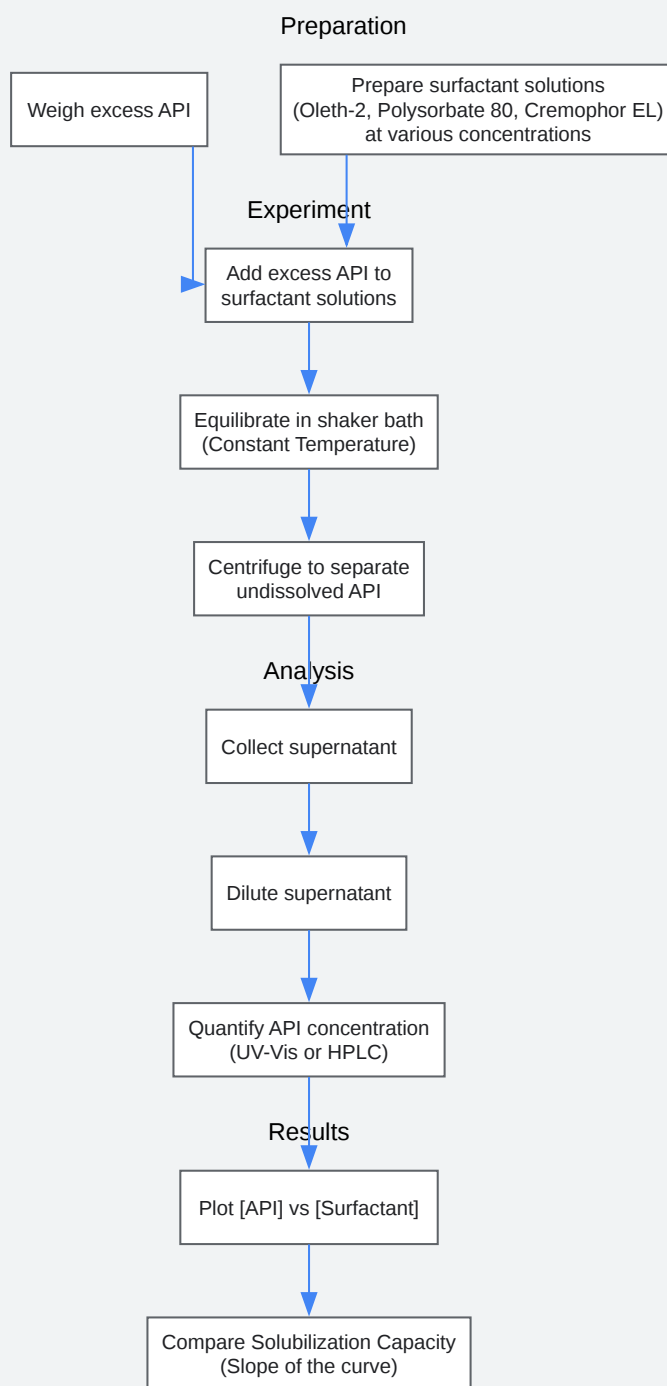 Preparation
Weigh excess API
Prepare surfactant solutions
(Oleth-2, Polysorbate 80, Cremophor EL)
at various concentrations
Experiment
Add excess API to
surfactant solutions
Equilibrate in shaker bath
(Constant Temperature)
Centrifuge to separate
undissolved API
Analysis
Collect supernatant
Dilute supernatant
Quantify API concentration
(UV-Vis or HPLC)
Results
Plot [API] vs [Surfactant]
Compare Solubilization Capacity
(Slope of the curve)